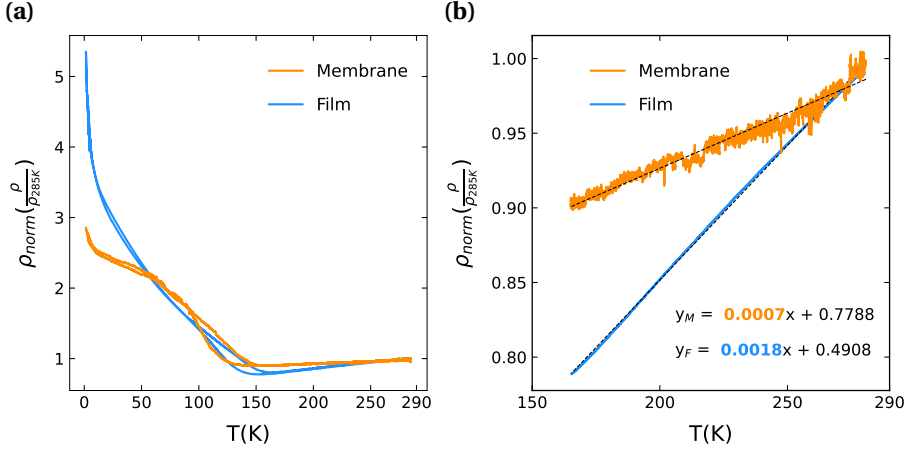 (a)
ρnorm(ρ/ρ285K)
5
4
3
2
1
Membrane
Film
0 50 100 150 200 250 290
T(K)
(b)
ρnorm(ρ/ρ285K)
1.00
0.95
0.90
0.85
0.80
Membrane
Film
yM = 0.0007x + 0.7788
yF = 0.0018x + 0.4908
150 200 250 290
T(K)